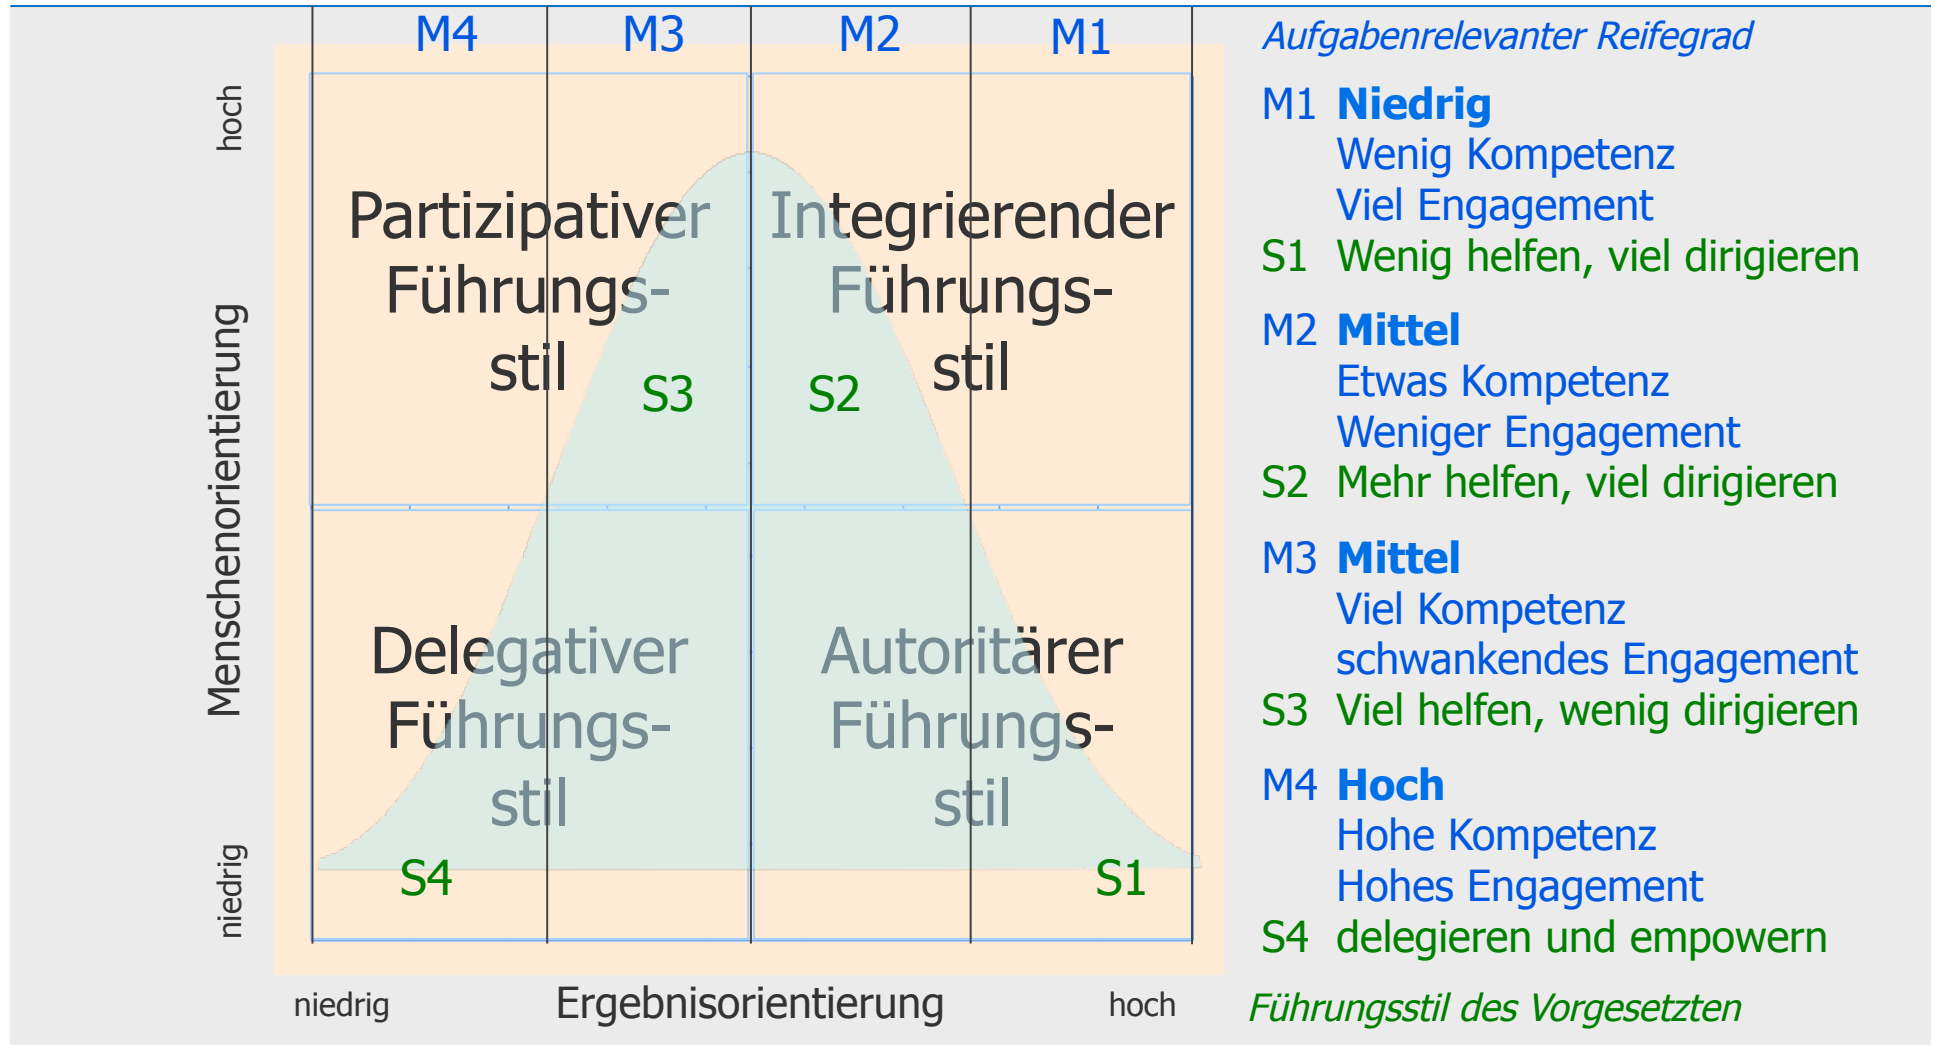 M4 M3 M2 M1
hoch
Menschenorientierung
niedrig
Partizipativer
Führungs-
stil
S3
Integrierender
Führungs-
stil
S2
Delegativer
Führungs-
stil
S4
Autoritärer
Führungs-
stil
S1
niedrig Ergebnisorientierung hoch
Aufgabenrelevanter Reifegrad
M1 Niedrig
Wenig Kompetenz
Viel Engagement
S1 Wenig helfen, viel dirigieren
M2 Mittel
Etwas Kompetenz
Weniger Engagement
S2 Mehr helfen, viel dirigieren
M3 Mittel
Viel Kompetenz
schwankendes Engagement
S3 Viel helfen, wenig dirigieren
M4 Hoch
Hohe Kompetenz
Hohes Engagement
S4 delegieren und empowern
Führungsstil des Vorgesetzten